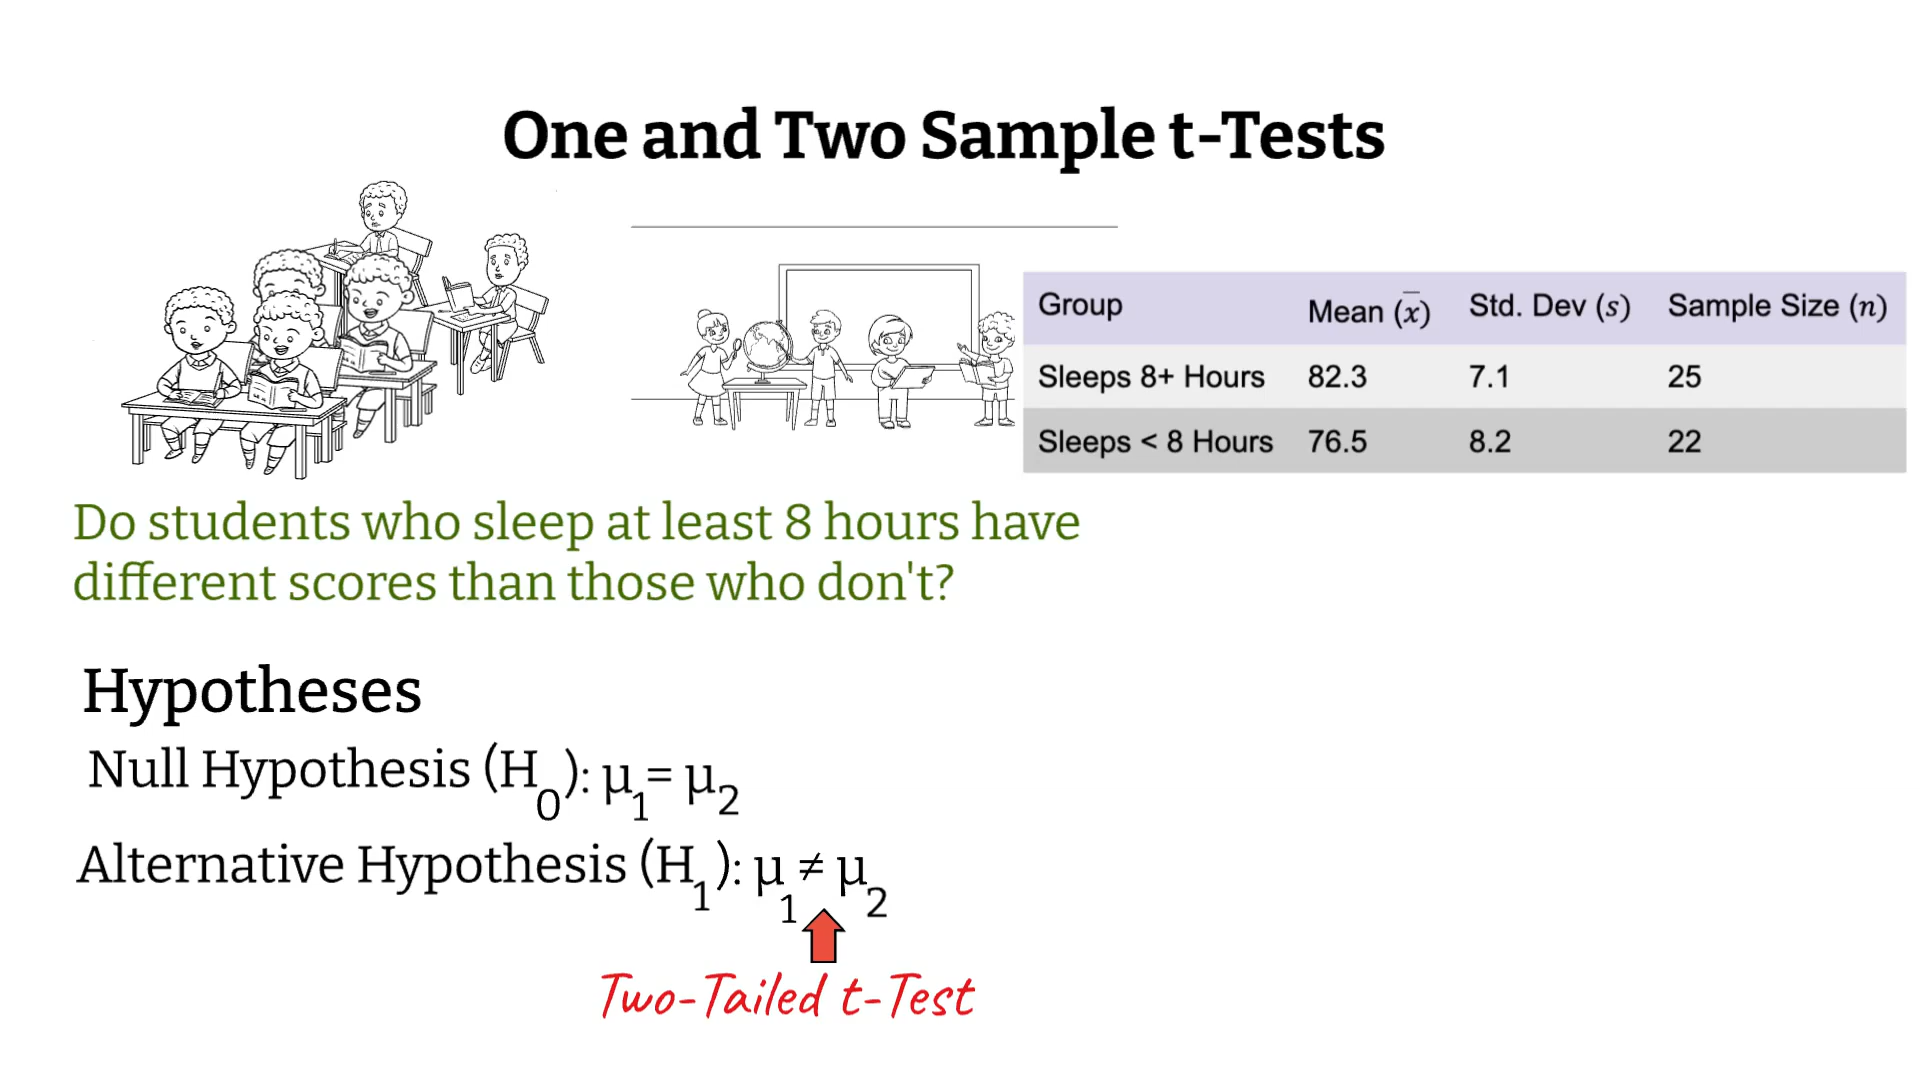 One and Two Sample t-Tests
Group Mean (x̅) Std. Dev (s) Sample Size (n)
Sleeps 8+ Hours 82.3 7.1 25
Sleeps < 8 Hours 76.5 8.2 22
Do students who sleep at least 8 hours have
different scores than those who don't?
Hypotheses
Null Hypothesis (H₀): μ₁= μ₂
Alternative Hypothesis (H₁): μ₁ ≠ μ₂
Two-Tailed t-Test